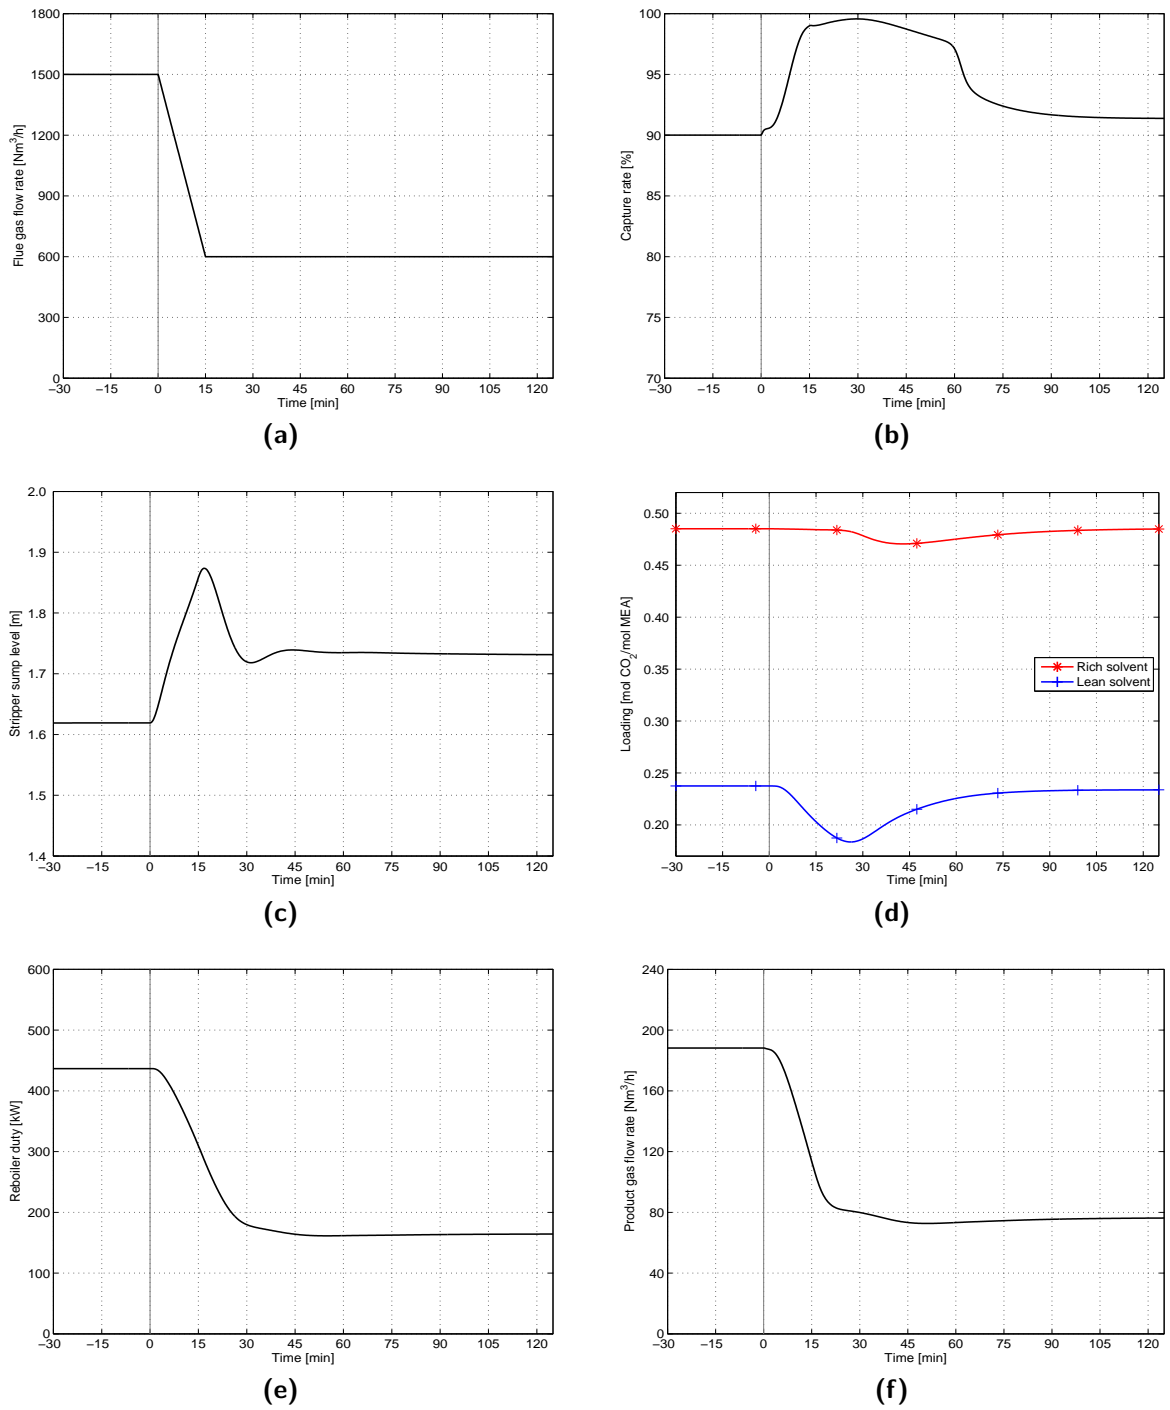 1800
1500
1200
900
600
300
0
Flue gas flow rate [Nm³/h]
−30 −15 0 15 30 45 60 75 90 105 120
Time [min]
(a)
100
95
90
85
80
75
70
Capture rate [%]
−30 −15 0 15 30 45 60 75 90 105 120
Time [min]
(b)
2.0
1.9
1.8
1.7
1.6
1.5
1.4
Stripper sump level [m]
−30 −15 0 15 30 45 60 75 90 105 120
Time [min]
(c)
0.50
0.45
0.40
0.35
0.30
0.25
0.20
Loading [mol CO₂/mol MEA]
Rich solvent
Lean solvent
−30 −15 0 15 30 45 60 75 90 105 120
Time [min]
(d)
600
500
400
300
200
100
0
Reboiler duty [kW]
−30 −15 0 15 30 45 60 75 90 105 120
Time [min]
(e)
240
200
160
120
80
40
0
Product gas flow rate [Nm³/h]
−30 −15 0 15 30 45 60 75 90 105 120
Time [min]
(f)